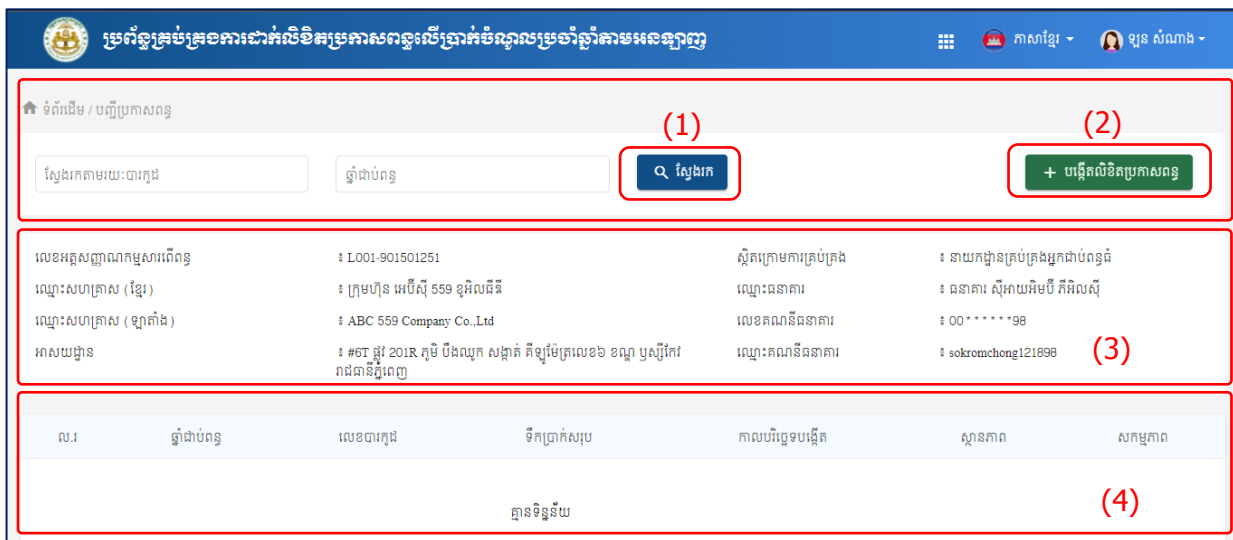 ប្រព័ន្ធគ្រប់គ្រងការដាក់លិខិតប្រកាសពន្ធលើប្រាក់ចំណូលប្រចាំឆ្នាំតាមអនឡាញ
ភាសាខ្មែរ
ឡុន សំណាង
ទំព័រដើម / បញ្ជីប្រកាសពន្ធ
(1)
(2)
ស្វែងរកតាមរយៈបារកូដ
ឆ្នាំជាប់ពន្ធ
ស្វែងរក
+ បង្កើតលិខិតប្រកាសពន្ធ
លេខអត្តសញ្ញាណកម្មសារពើពន្ធ ៖ L001-901501251 ស្ថិតក្រោមការគ្រប់គ្រង ៖ នាយកដ្ឋានគ្រប់គ្រងអ្នកជាប់ពន្ធធំ
ឈ្មោះសហគ្រាស (ខ្មែរ) ៖ ក្រុមហ៊ុន អេប៊ីស៊ី 559 ខូអិលធីឌី ឈ្មោះធនាគារ ៖ ធនាគារ ស៊ីអាយអិមប៊ី ភីអិលស៊ី
ឈ្មោះសហគ្រាស (ឡាតាំង) ៖ ABC 559 Company Co.,Ltd លេខគណនីធនាគារ ៖ 00******98
អាសយដ្ឋាន ៖ #6T ផ្លូវ 201R ភូមិ បឹងឈូក សង្កាត់ គីឡូម៉ែត្រលេខ៦ ខណ្ឌ ឫស្សីកែវ ឈ្មោះគណនីធនាគារ ៖ sokromchong121898
រាជធានីភ្នំពេញ
(3)
ល.រ ឆ្នាំជាប់ពន្ធ លេខបារកូដ ទឹកប្រាក់សរុប កាលបរិច្ឆេទបង្កើត ស្ថានភាព សកម្មភាព
គ្មានទិន្នន័យ
(4)